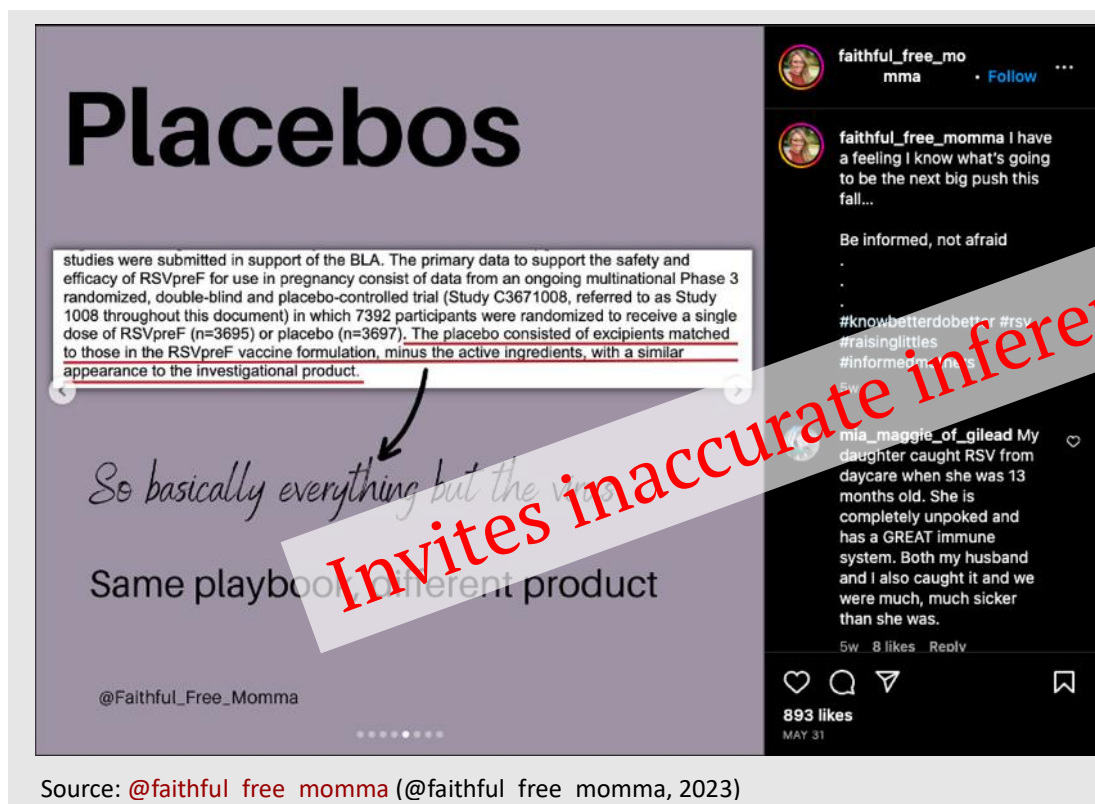 Placebos
studies were submitted in support of the BLA. The primary data to support the safety and
efficacy of RSVpreF for use in pregnancy consist of data from an ongoing multinational Phase 3
randomized, double-blind and placebo-controlled trial (Study C3671008, referred to as Study
1008 throughout this document) in which 7392 participants were randomized to receive a single
dose of RSVpreF (n=3695) or placebo (n=3697). The placebo consisted of excipients matched
to those in the RSVpreF vaccine formulation, minus the active ingredients, with a similar
appearance to the investigational product.
So basically everything but the virus
Same playbook, different product
@Faithful_Free_Momma
Invites inaccurate infere
faithful_free_mo
mma • Follow ...
faithful_free_momma I have
a feeling I know what's going
to be the next big push this
fall...
Be informed, not afraid
.
.
.
#knowbetterdobetter #rsv
#raisinglittles
#informedmothers
5w
mia_maggie_of_gilead My
daughter caught RSV from
daycare when she was 13
months old. She is
completely unpoked and
has a GREAT immune
system. Both my husband
and I also caught it and we
were much, much sicker
than she was.
5w 8 likes Reply
893 likes
MAY 31
Source: @faithful_free_momma (@faithful_free_momma, 2023)